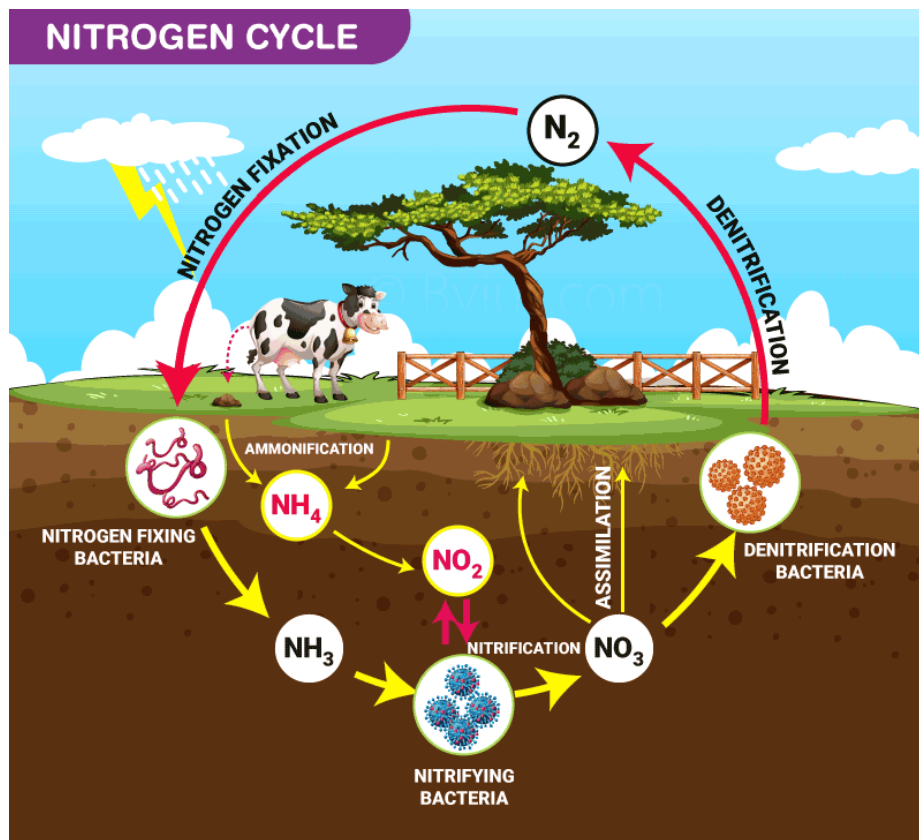 NITROGEN CYCLE
N₂
NITROGEN FIXATION
DENITRIFICATION
AMMONIFICATION
NH₄
NITROGEN FIXING
BACTERIA
NO₂
ASSIMILATION
DENITRIFICATION
BACTERIA
NH₃
NITRIFICATION
NO₃
NITRIFYING
BACTERIA